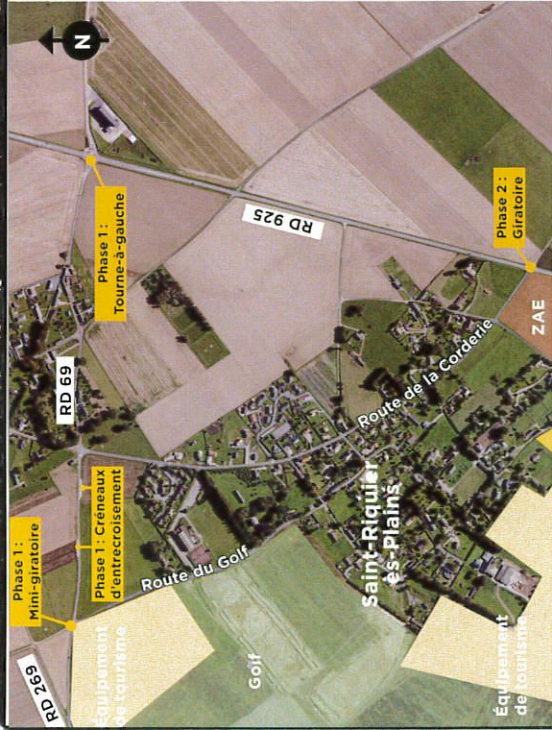 N
Phase 1 :
Mini-giratoire
RD 269
Phase 1 : Créneaux
d'entrecroisement
RD 69
Phase 1 :
Tourne-à-gauche
RD 925
Route du Golf
Équipement
de tourisme
Golf
Saint-Riquier
ès-Plains
Route de la Corderie
Phase 2 :
Giratoire
ZAE
Équipement
de tourisme